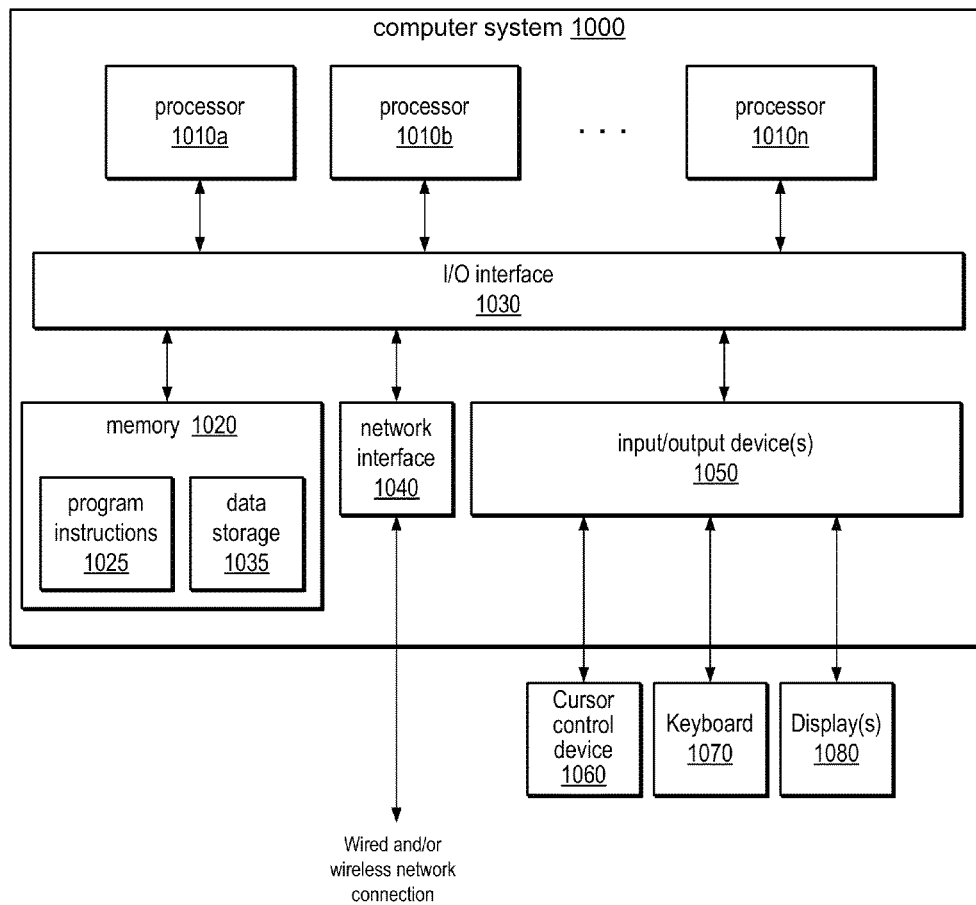 computer system 1000
processor
1010a
processor
1010b
. . .
processor
1010n
I/O interface
1030
memory 1020
program
instructions
1025
data
storage
1035
network
interface
1040
input/output device(s)
1050
Cursor
control
device
1060
Keyboard
1070
Display(s)
1080
Wired and/or
wireless network
connection